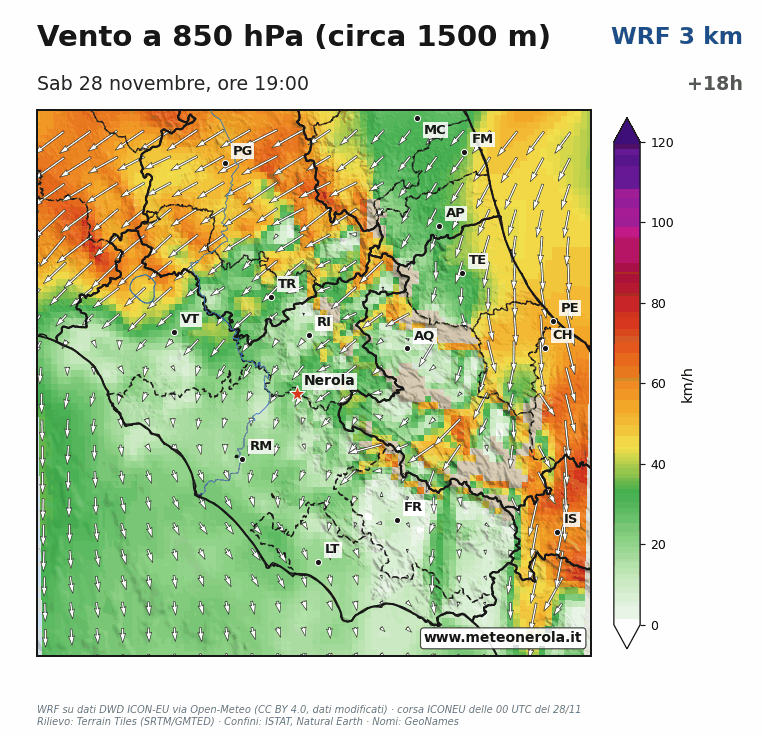 Vento a 850 hPa (circa 1500 m)
WRF 3 km
Sab 28 novembre, ore 19:00
+18h
MC
FM
PG
AP
TE
TR
PE
VT
RI
AQ
CH
Nerola
RM
FR
IS
LT
www.meteonerola.it
120
100
80
60
40
20
0
km/h
WRF su dati DWD ICON-EU via Open-Meteo (CC BY 4.0, dati modificati) · corsa ICONEU delle 00 UTC del 28/11
Rilievo: Terrain Tiles (SRTM/GMTED) · Confini: ISTAT, Natural Earth · Nomi: GeoNames